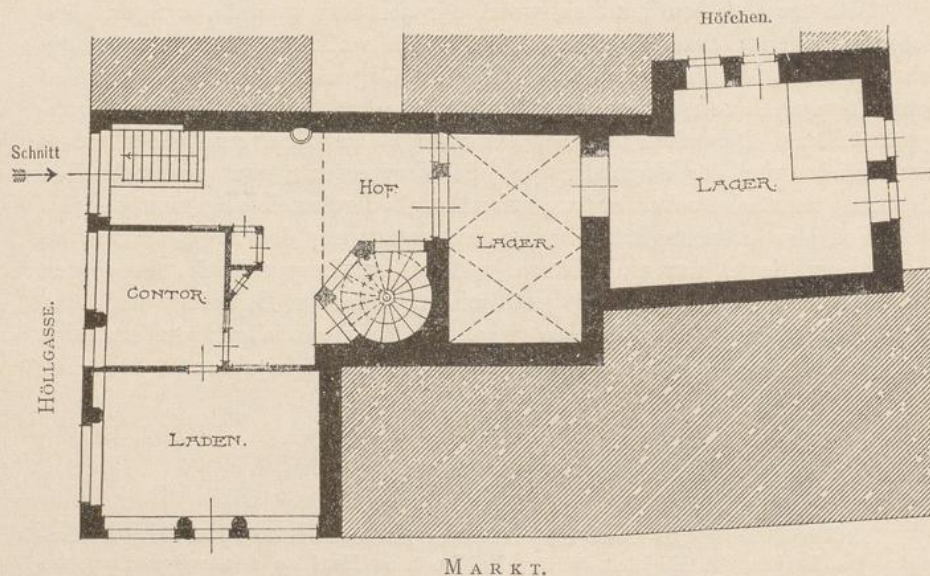 Höfchen.
Schnitt
HOF.
LAGER.
LAGER.
CONTOR.
HÖLLGASSE.
LADEN.
MARKT.